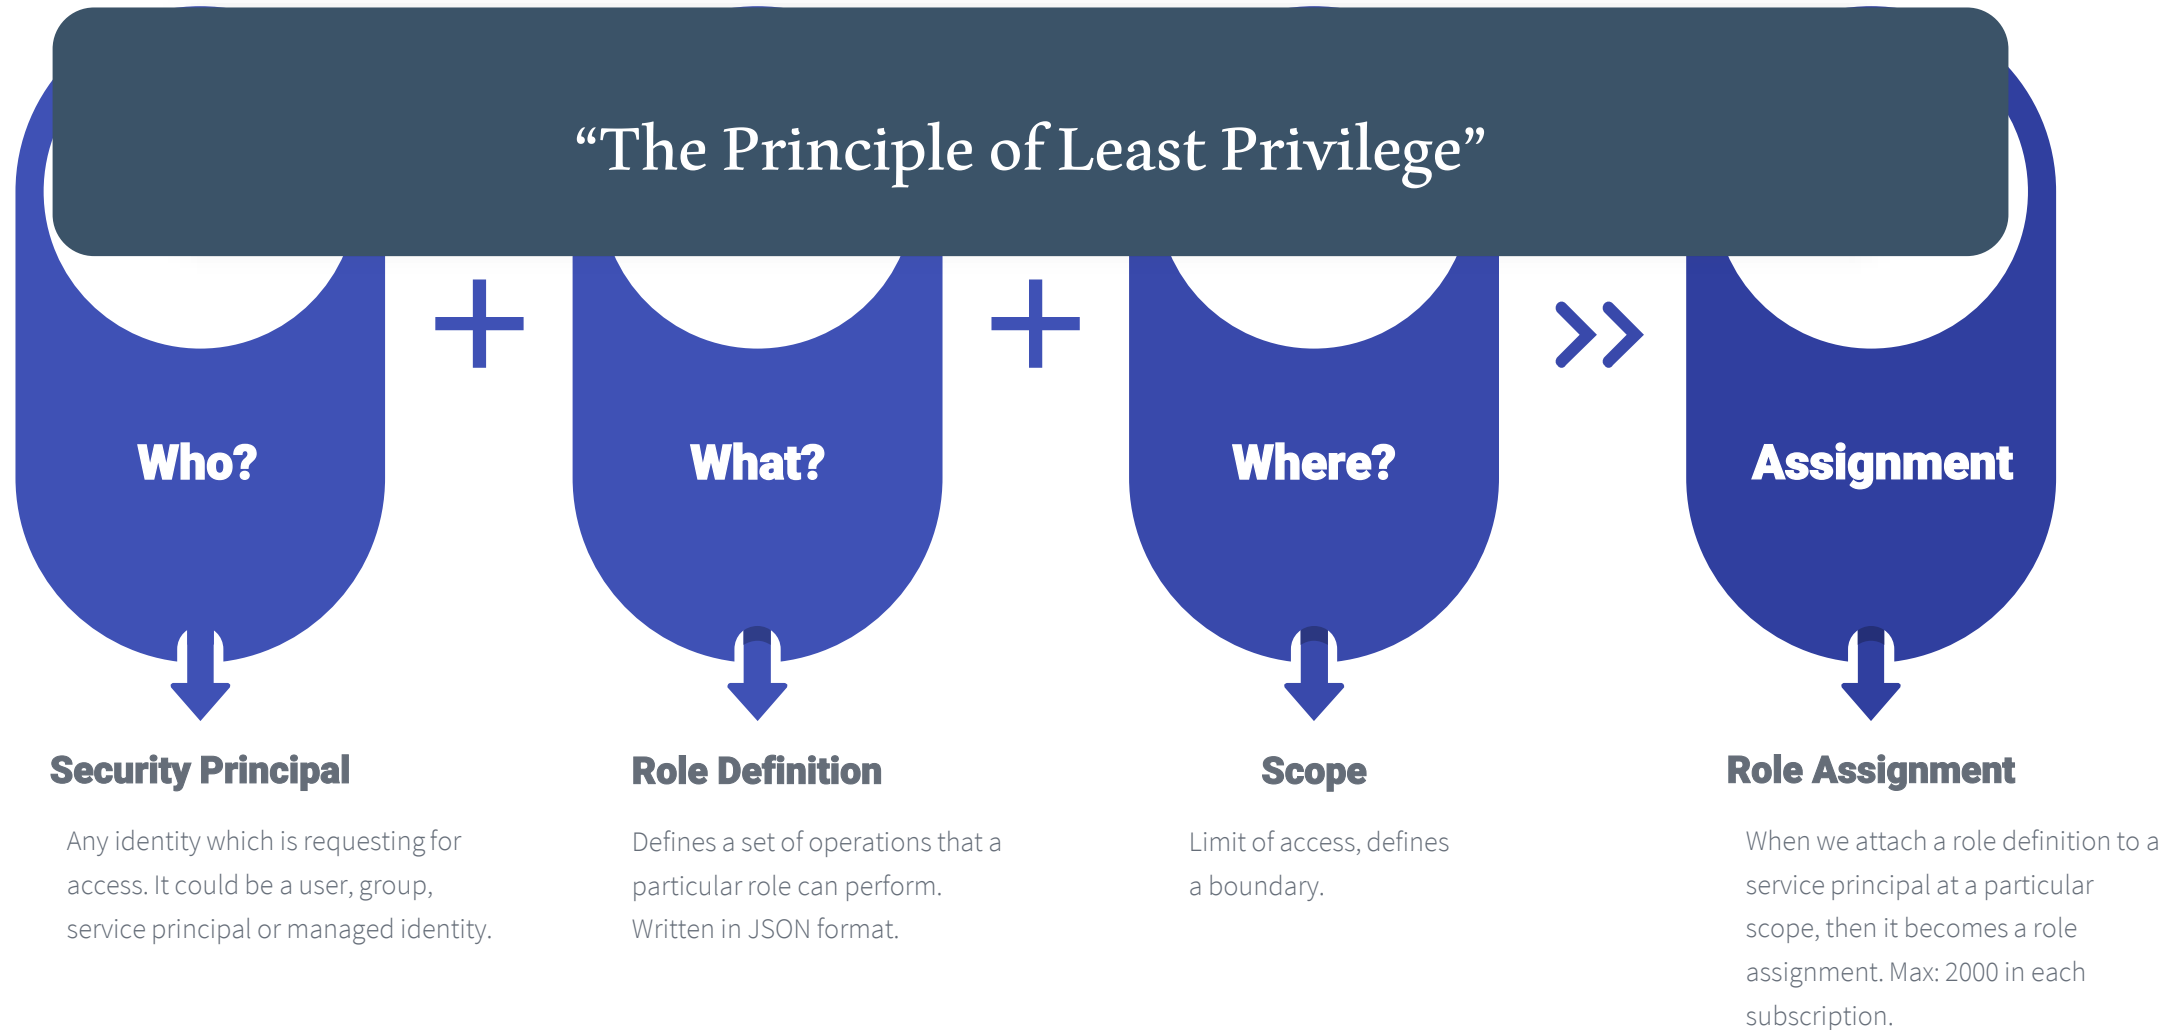 “The Principle of Least Privilege”
Who?
What?
Where?
Assignment
Security Principal
Any identity which is requesting for
access. It could be a user, group,
service principal or managed identity.
Role Definition
Defines a set of operations that a
particular role can perform.
Written in JSON format.
Scope
Limit of access, defines
a boundary.
Role Assignment
When we attach a role definition to a
service principal at a particular
scope, then it becomes a role
assignment. Max: 2000 in each
subscription.